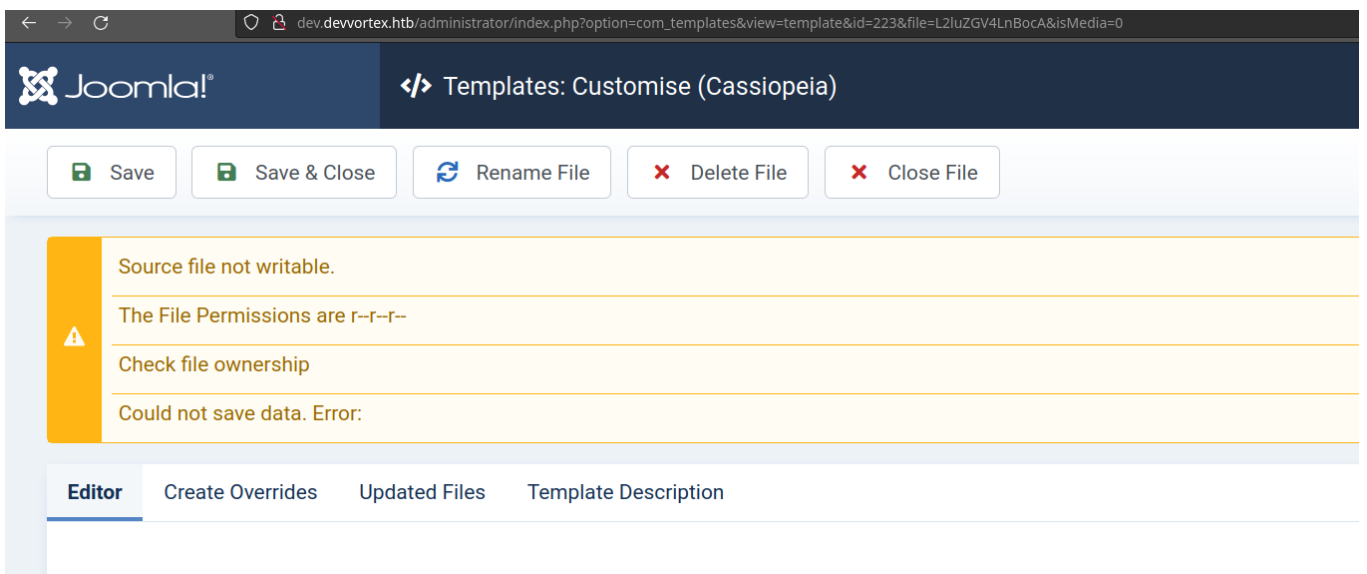 dev.devvortex.htb/administrator/index.php?option=com_templates&view=template&id=223&file=L2luZGV4LnBocA&isMedia=0
Joomla!® Templates: Customise (Cassiopeia)
Save Save & Close Rename File Delete File Close File
Source file not writable.
The File Permissions are r--r--r--
Check file ownership
Could not save data. Error:
Editor Create Overrides Updated Files Template Description